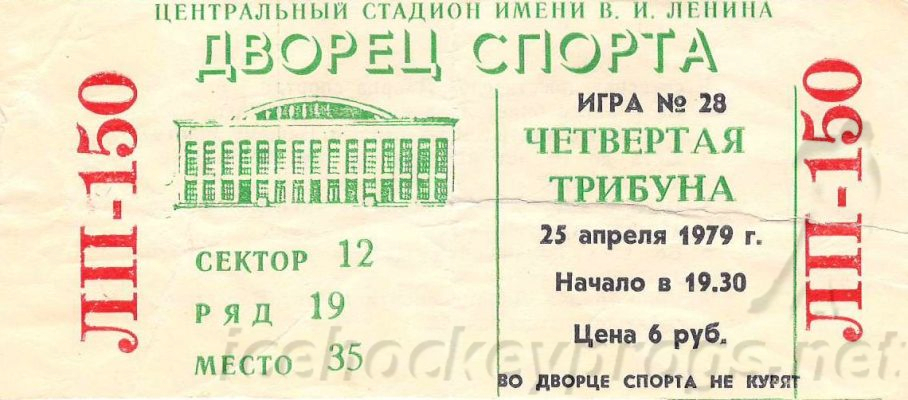 ЦЕНТРАЛЬНЫЙ СТАДИОН ИМЕНИ В. И. ЛЕНИНА
ДВОРЕЦ СПОРТА
ЛП-150
СЕКТОР 12
РЯД 19
МЕСТО 35
ИГРА № 28
ЧЕТВЕРТАЯ
ТРИБУНА
25 апреля 1979 г.
Начало в 19.30
Цена 6 руб.
ВО ДВОРЦЕ СПОРТА НЕ КУРЯТ
ЛП-150
icehockeyprops.net